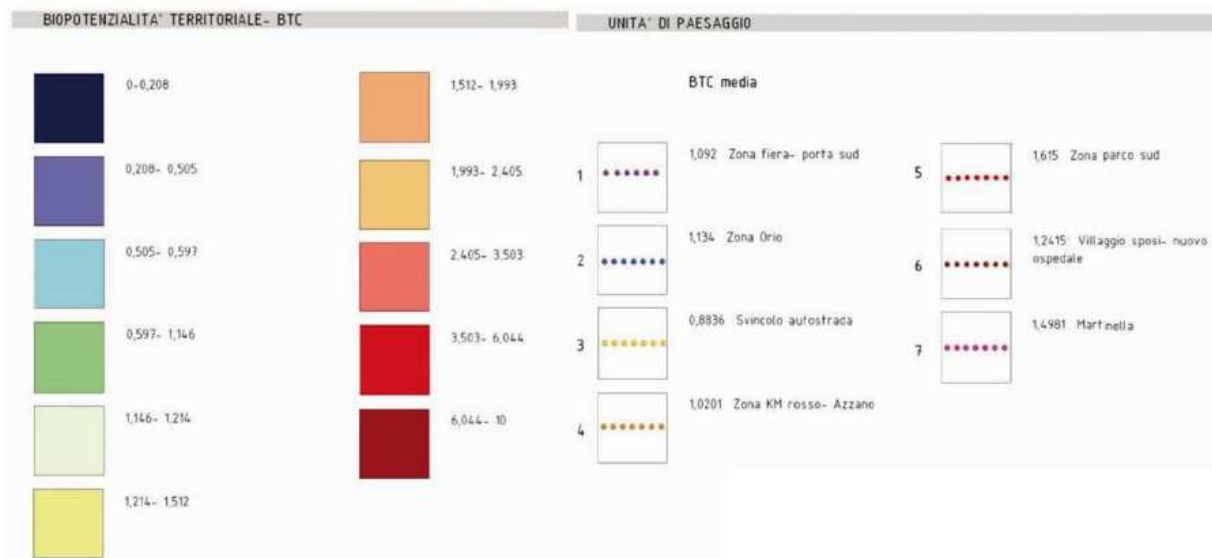 BIOPOTENZIALITA' TERRITORIALE- BTC
0-0,208
0,208- 0,505
0,505- 0,597
0,597- 1,146
1,146- 1,214
1,214- 1,512
1,512- 1,993
1,993- 2,405
2.405- 3,503
3,503- 6,044
6,044- 10
UNITA' DI PAESAGGIO
BTC media
1 1,092 Zona fiera- porta sud
2 1,134 Zona Orio
3 0,8836 Svincolo autostrada
4 1,0201 Zona KM rosso- Azzano
5 1,615 Zona parco sud
6 1,2415 Villaggio sposi- nuovo
ospedale
7 1,4981 Martinella